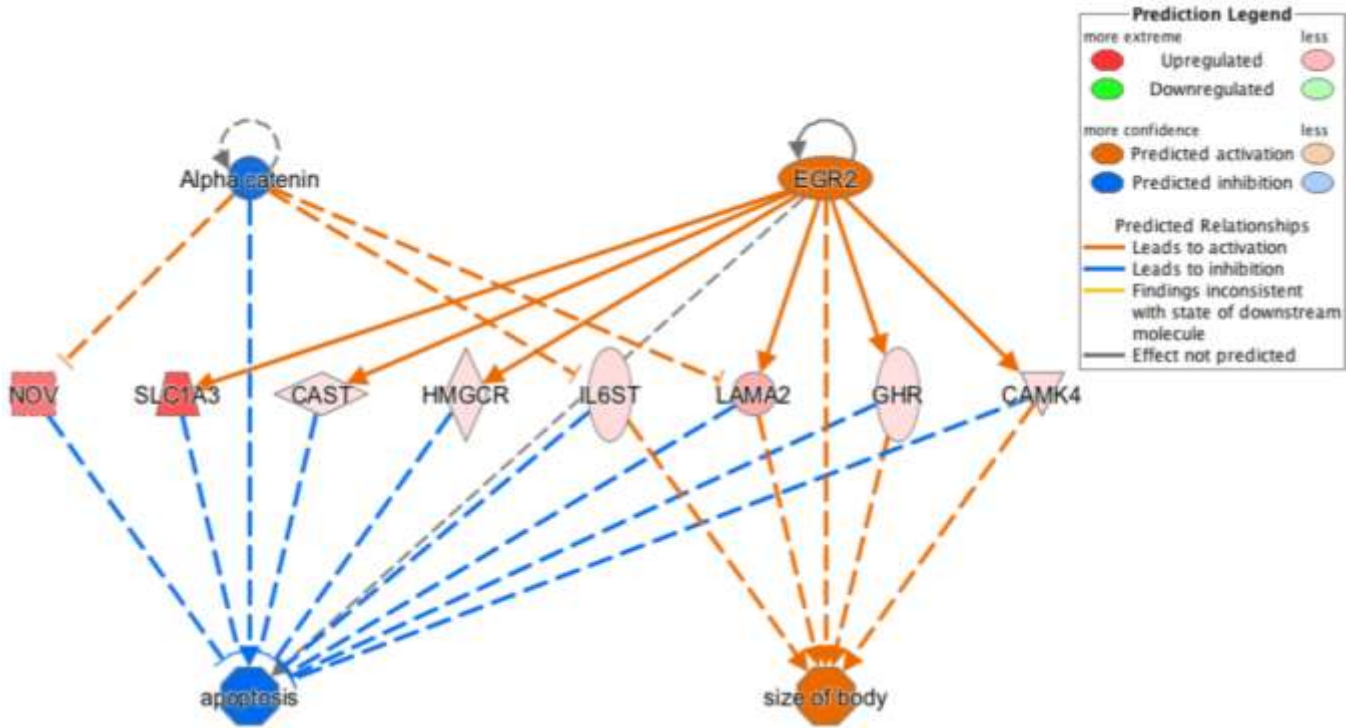 Prediction Legend
more extreme less
Upregulated
Downregulated
more confidence less
Predicted activation
Predicted inhibition
Predicted Relationships
Leads to activation
Leads to inhibition
Findings inconsistent
with state of downstream
molecule
Effect not predicted
Alpha catenin EGR2
NOV SLC1A3 CAST HMGCR IL6ST LAMA2 GHR CAMK4
apoptosis size of body